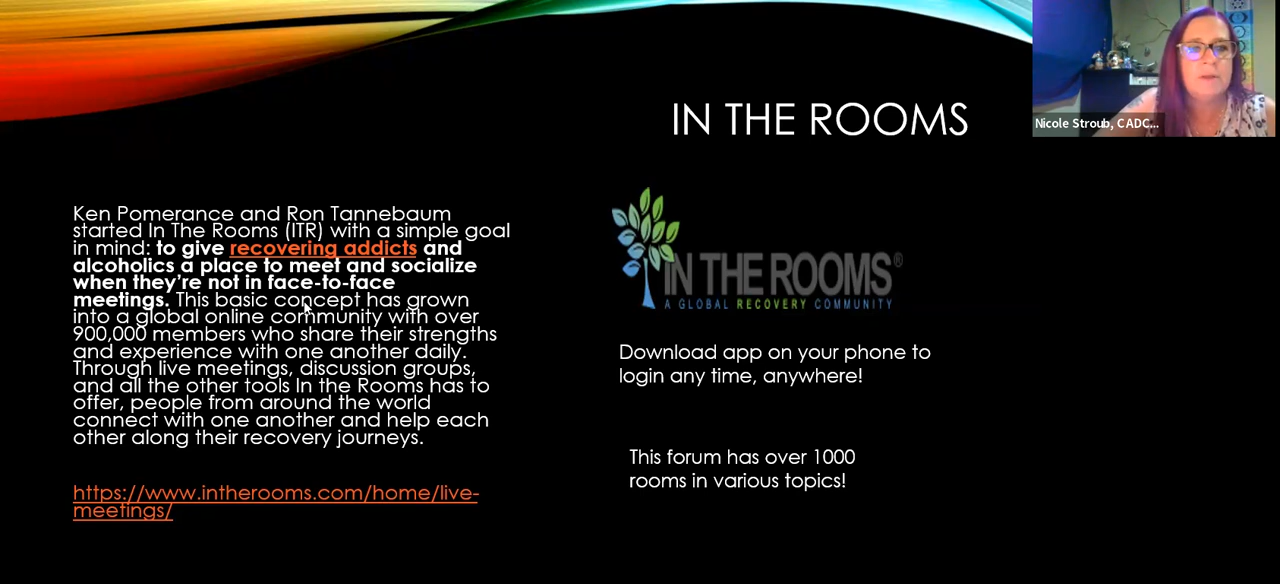 IN THE ROOMS
Nicole Stroub, CADC...
Ken Pomerance and Ron Tannebaum
started In The Rooms (ITR) with a simple goal
in mind: to give recovering addicts and
alcoholics a place to meet and socialize
when they're not in face-to-face
meetings. This basic concept has grown
into a global online community with over
900,000 members who share their strengths
and experience with one another daily.
Through live meetings, discussion groups,
and all the other tools In the Rooms has to
offer, people from around the world
connect with one another and help each
other along their recovery journeys.
https://www.intherooms.com/home/live-
meetings/
IN THE ROOMS®
A GLOBAL RECOVERY COMMUNITY
Download app on your phone to
login any time, anywhere!
This forum has over 1000
rooms in various topics!